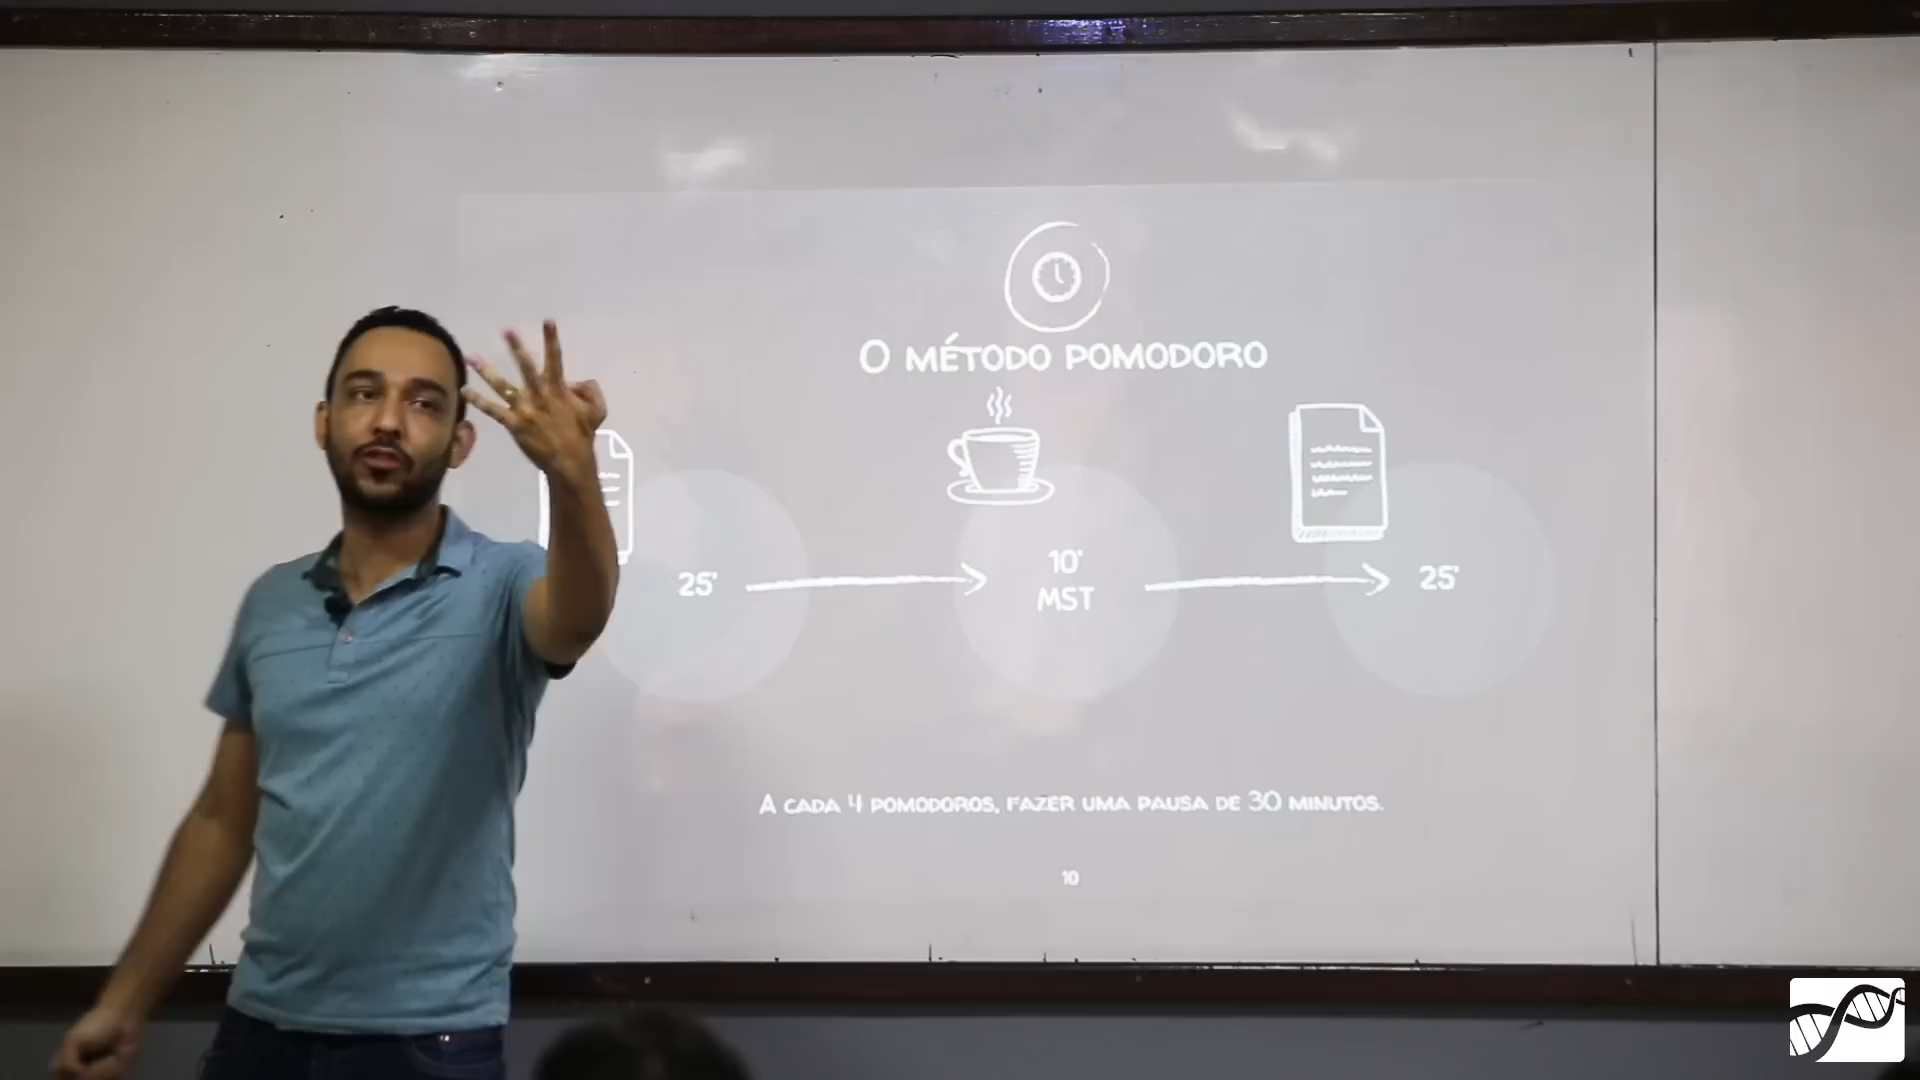 O MÉTODO POMODORO
25'
10'
MST
25'
A CADA 4 POMODOROS, FAZER UMA PAUSA DE 30 MINUTOS.
10